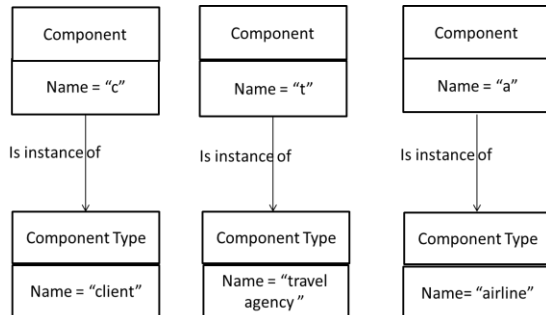 Component
Component
Component
Name = “c”
Name = “t”
Name = “a”
Is instance of
Is instance of
Is instance of
Component Type
Component Type
Component Type
Name = “client”
Name = “travel
agency”
Name= “airline”